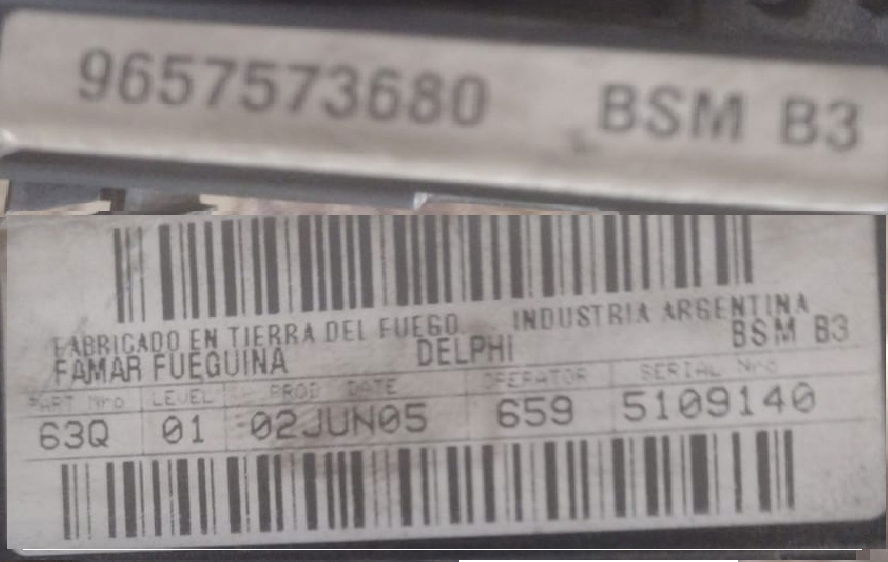 9657573680 BSM B3
FABRICADO EN TIERRA DEL FUEGO INDUSTRIA ARGENTINA
FAMAR FUEGUINA DELPHI BSM B3
PART Nro LEVEL PROD DATE OPERATOR SERIAL Nro
63Q 01 02JUN05 659 5109140